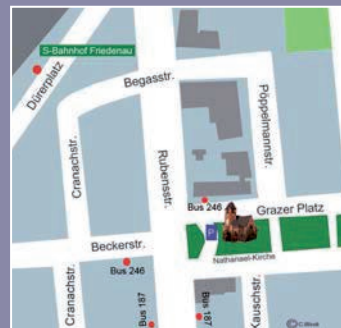 S-Bahnhof Friedenau
Dürerplatz
Begasstr.
Cranachstr.
Rubensstr.
Pöppelmannstr.
Bus 246
Grazer Platz
P
Beckerstr.
Nathanael-Kirche
Bus 246
Cranachstr.
Bus 187
Bus 187
Kauschstr.